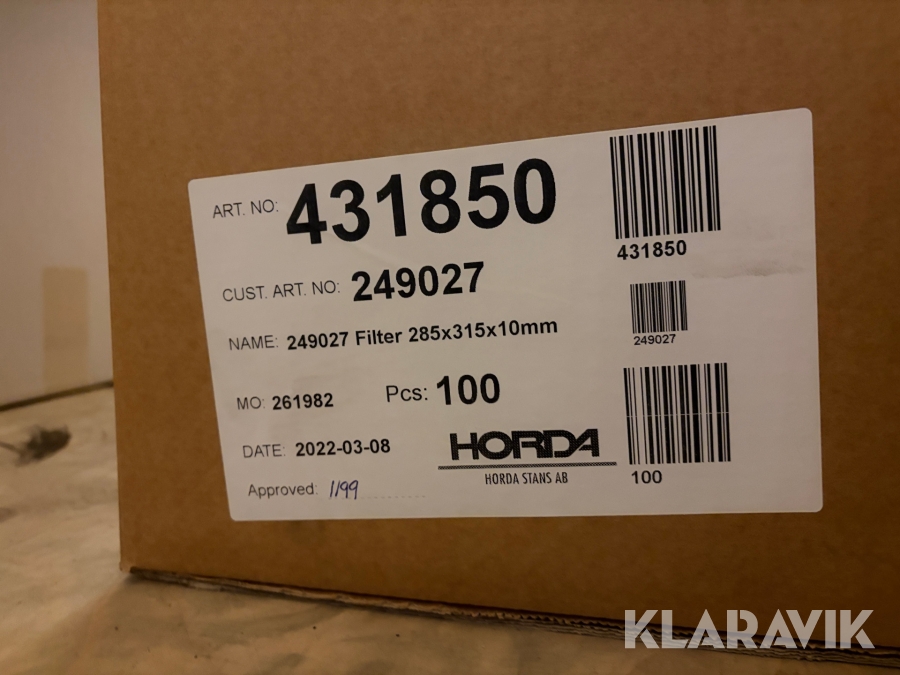 ART. NO: 431850
431850
CUST. ART. NO: 249027
249027
NAME: 249027 Filter 285x315x10mm
MO: 261982 Pcs: 100
100
DATE: 2022-03-08
HORDA
HORDA STANS AB
Approved: 1199
KLARAVIK